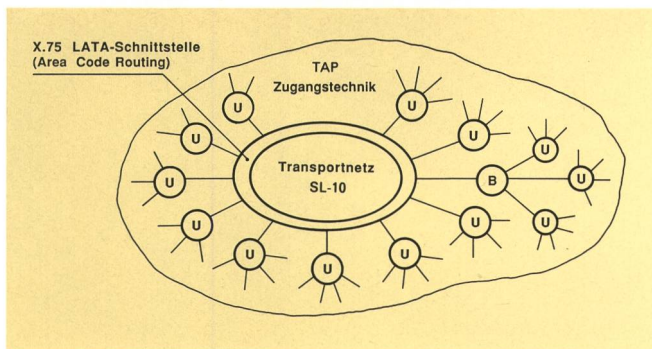 X.75 LATA-Schnittstelle
(Area Code Routing)
TAP
Zugangstechnik
U
U
U
U
U
U
Transportnetz
SL-10
B
U
U
U
U
U
U
U
U